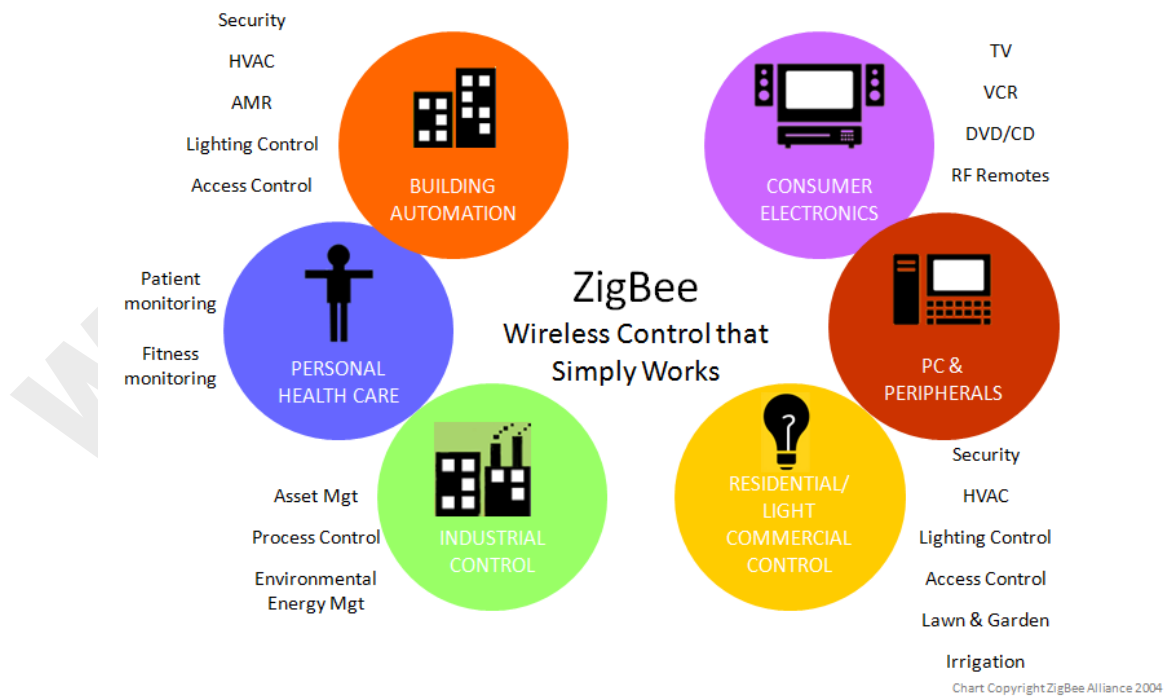 Security
HVAC
AMR
Lighting Control
Access Control
BUILDING
AUTOMATION
CONSUMER
ELECTRONICS
TV
VCR
DVD/CD
RF Remotes
Patient
monitoring
Fitness
monitoring
PERSONAL
HEALTH CARE
ZigBee
Wireless Control that
Simply Works
PC &
PERIPHERALS
Asset Mgt
Process Control
Environmental
Energy Mgt
INDUSTRIAL
CONTROL
?
RESIDENTIAL/
LIGHT
COMMERCIAL
CONTROL
Security
HVAC
Lighting Control
Access Control
Lawn & Garden
Irrigation
Chart Copyright ZigBee Alliance 2004